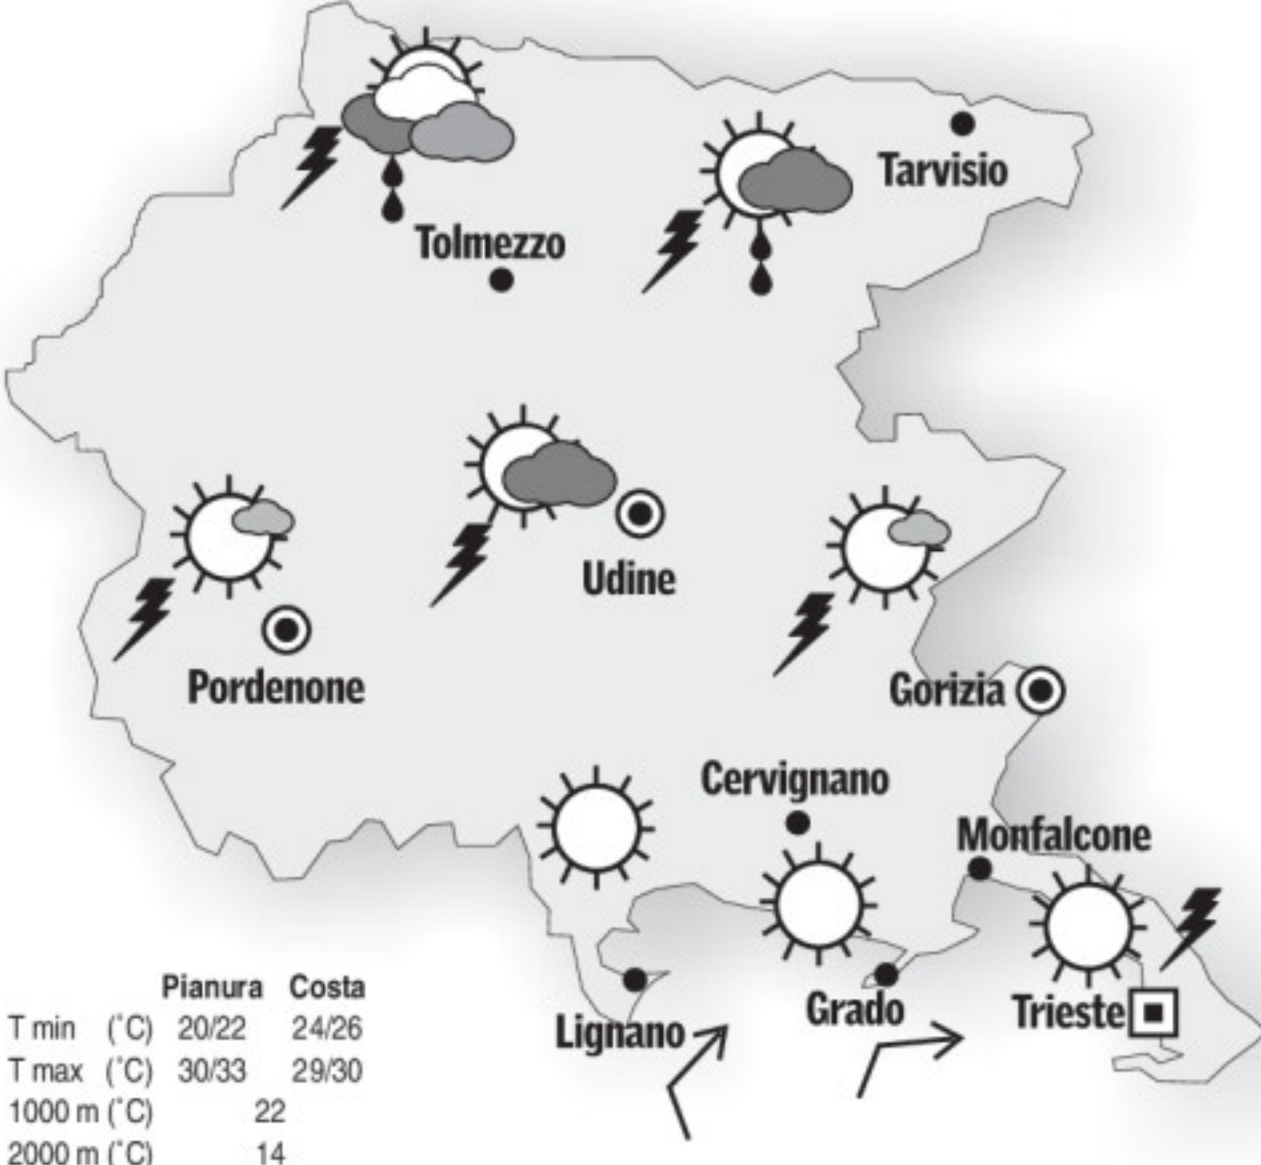 Tarvisio
Tolmezzo
Udine
Pordenone
Gorizia
Cervignano
Monfalcone
Lignano
Grado
Trieste
Pianura Costa
T min (°C) 20/22 24/26
T max (°C) 30/33 29/30
1000 m (°C) 22
2000 m (°C) 14